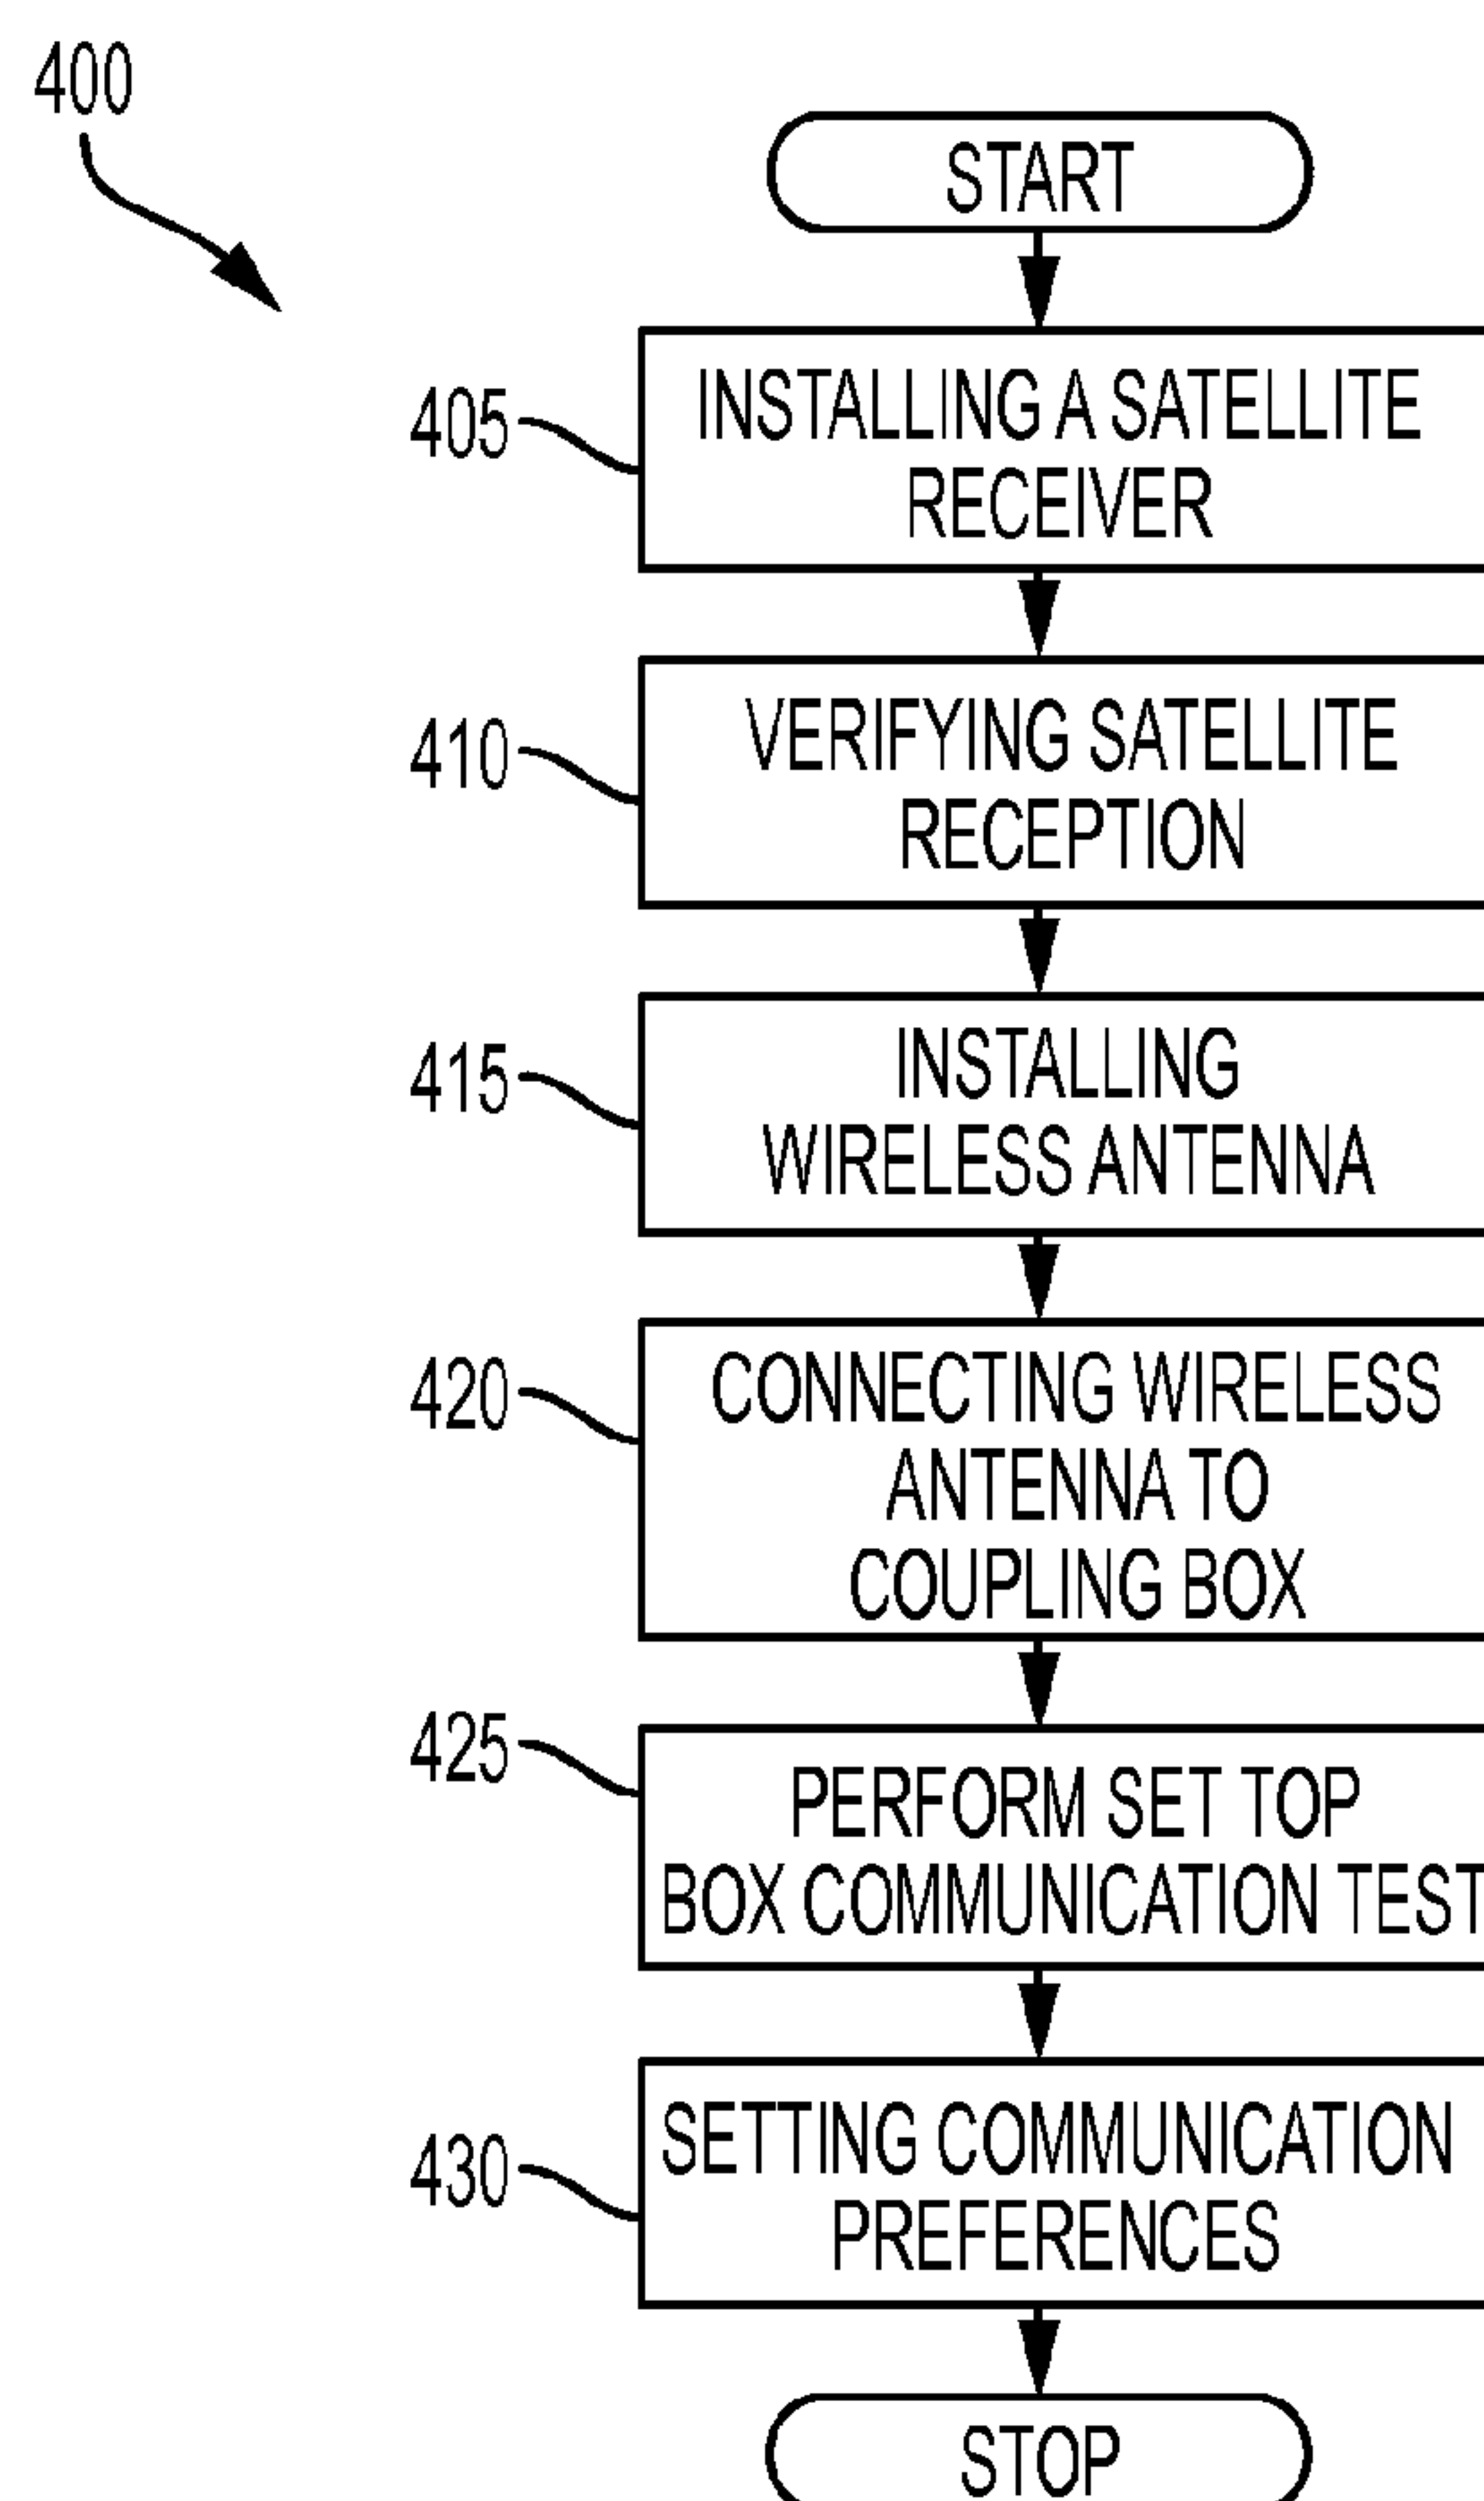 400
START
405
INSTALLING A SATELLITE
RECEIVER
410
VERIFYING SATELLITE
RECEPTION
415
INSTALLING
WIRELESS ANTENNA
420
CONNECTING WIRELESS
ANTENNA TO
COUPLING BOX
425
PERFORM SET TOP
BOX COMMUNICATION TEST
430
SETTING COMMUNICATION
PREFERENCES
STOP